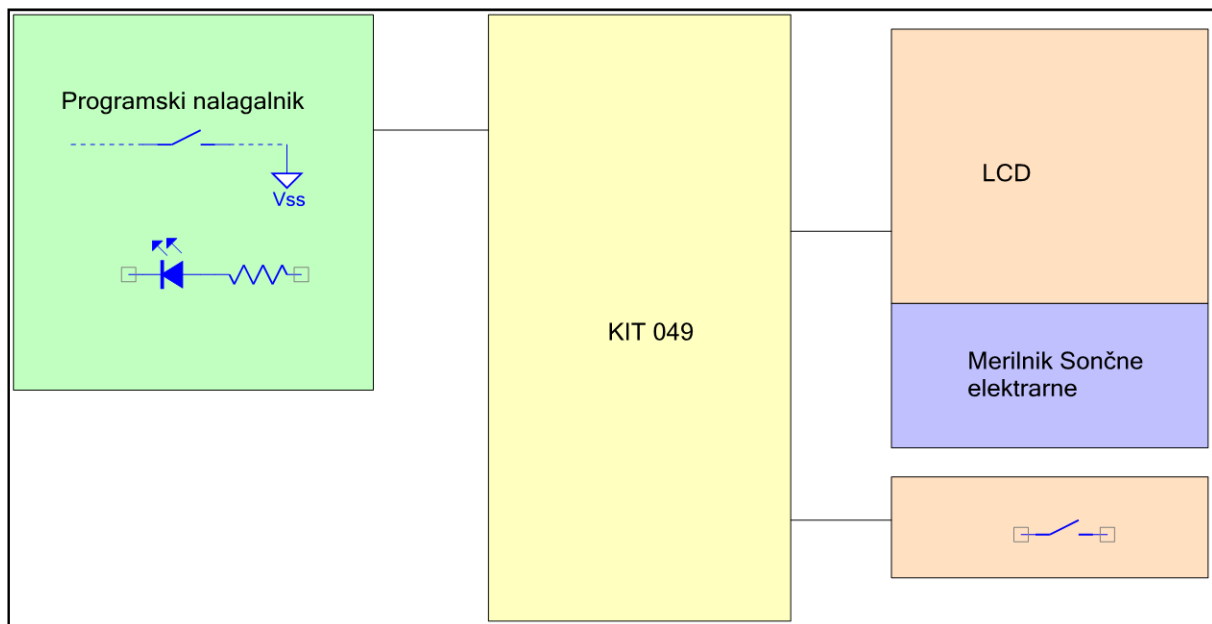 Programski nalagalnik
Vss
KIT 049
LCD
Merilnik Sončne
elektrarne